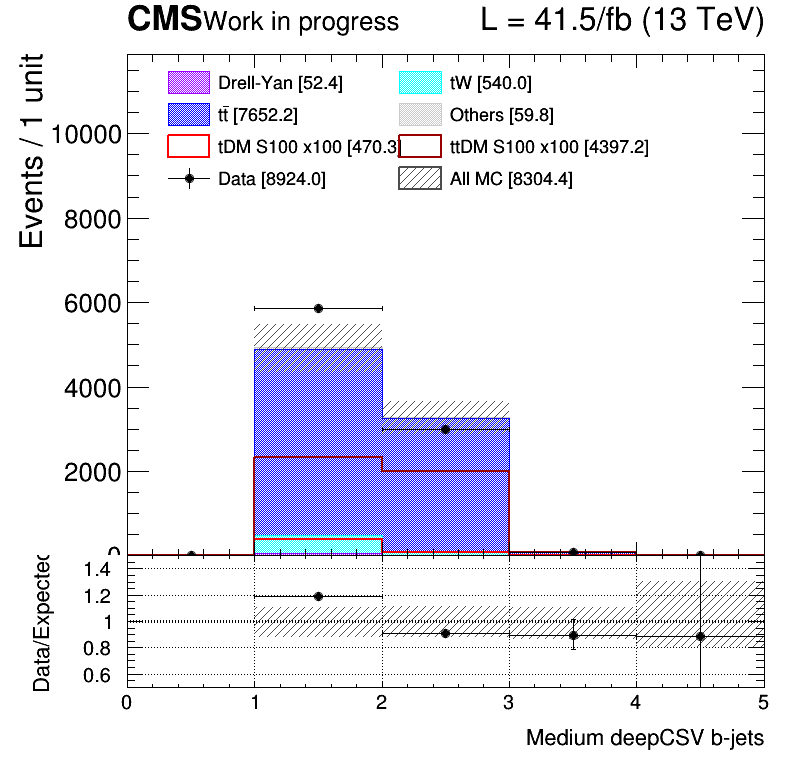 CMS Work in progress L = 41.5/fb (13 TeV)
Events / 1 unit
Drell-Yan [52.4] tW [540.0]
tt̄ [7652.2] Others [59.8]
tDM S100 x100 [470.3] ttDM S100 x100 [4397.2]
Data [8924.0] All MC [8304.4]
10000
8000
6000
4000
2000
0
Data/Expected
1.4
1.2
1
0.8
0.6
0 1 2 3 4 5
Medium deepCSV b-jets